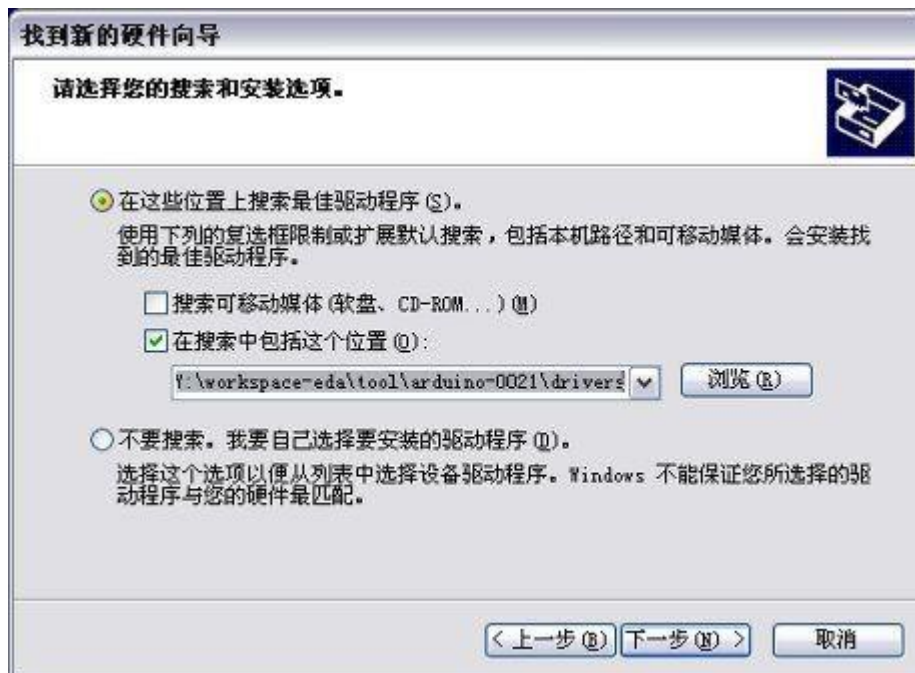 找到新的硬件向导
请选择您的搜索和安装选项。
在这些位置上搜索最佳驱动程序(S)。
使用下列的复选框限制或扩展默认搜索,包括本机路径和可移动媒体。会安装找
到的最佳驱动程序。
搜索可移动媒体(软盘、CD-ROM...)(M)
在搜索中包括这个位置(O):
Y:\workspace-eda\tool\arduino-0021\drivers
浏览(R)
不要搜索。我要自己选择要安装的驱动程序(D)。
选择这个选项以便从列表中选择设备驱动程序。Windows 不能保证您所选择的驱
动程序与您的硬件最匹配。
< 上一步(B) 下一步(N) > 取消